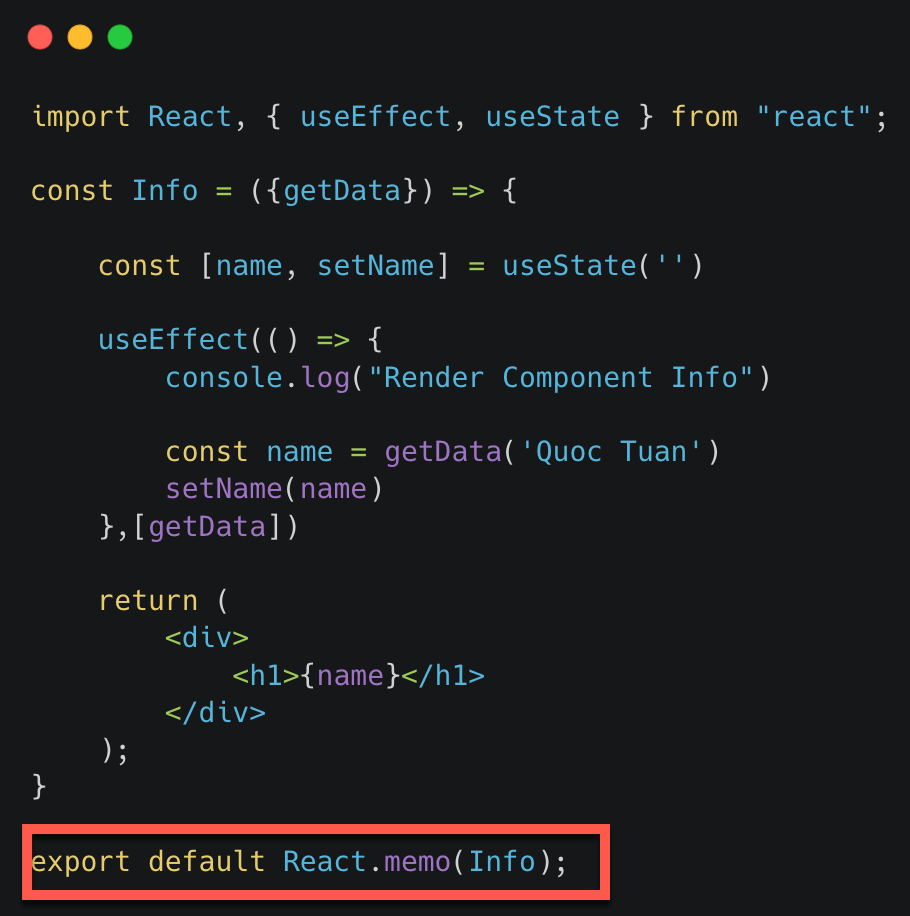 import React, { useEffect, useState } from "react";
const Info = ({getData}) => {
const [name, setName] = useState('')
useEffect(() => {
console.log("Render Component Info")
const name = getData('Quoc Tuan')
setName(name)
},[getData])
return (
<div>
<h1>{name}</h1>
</div>
);
}
export default React.memo(Info);